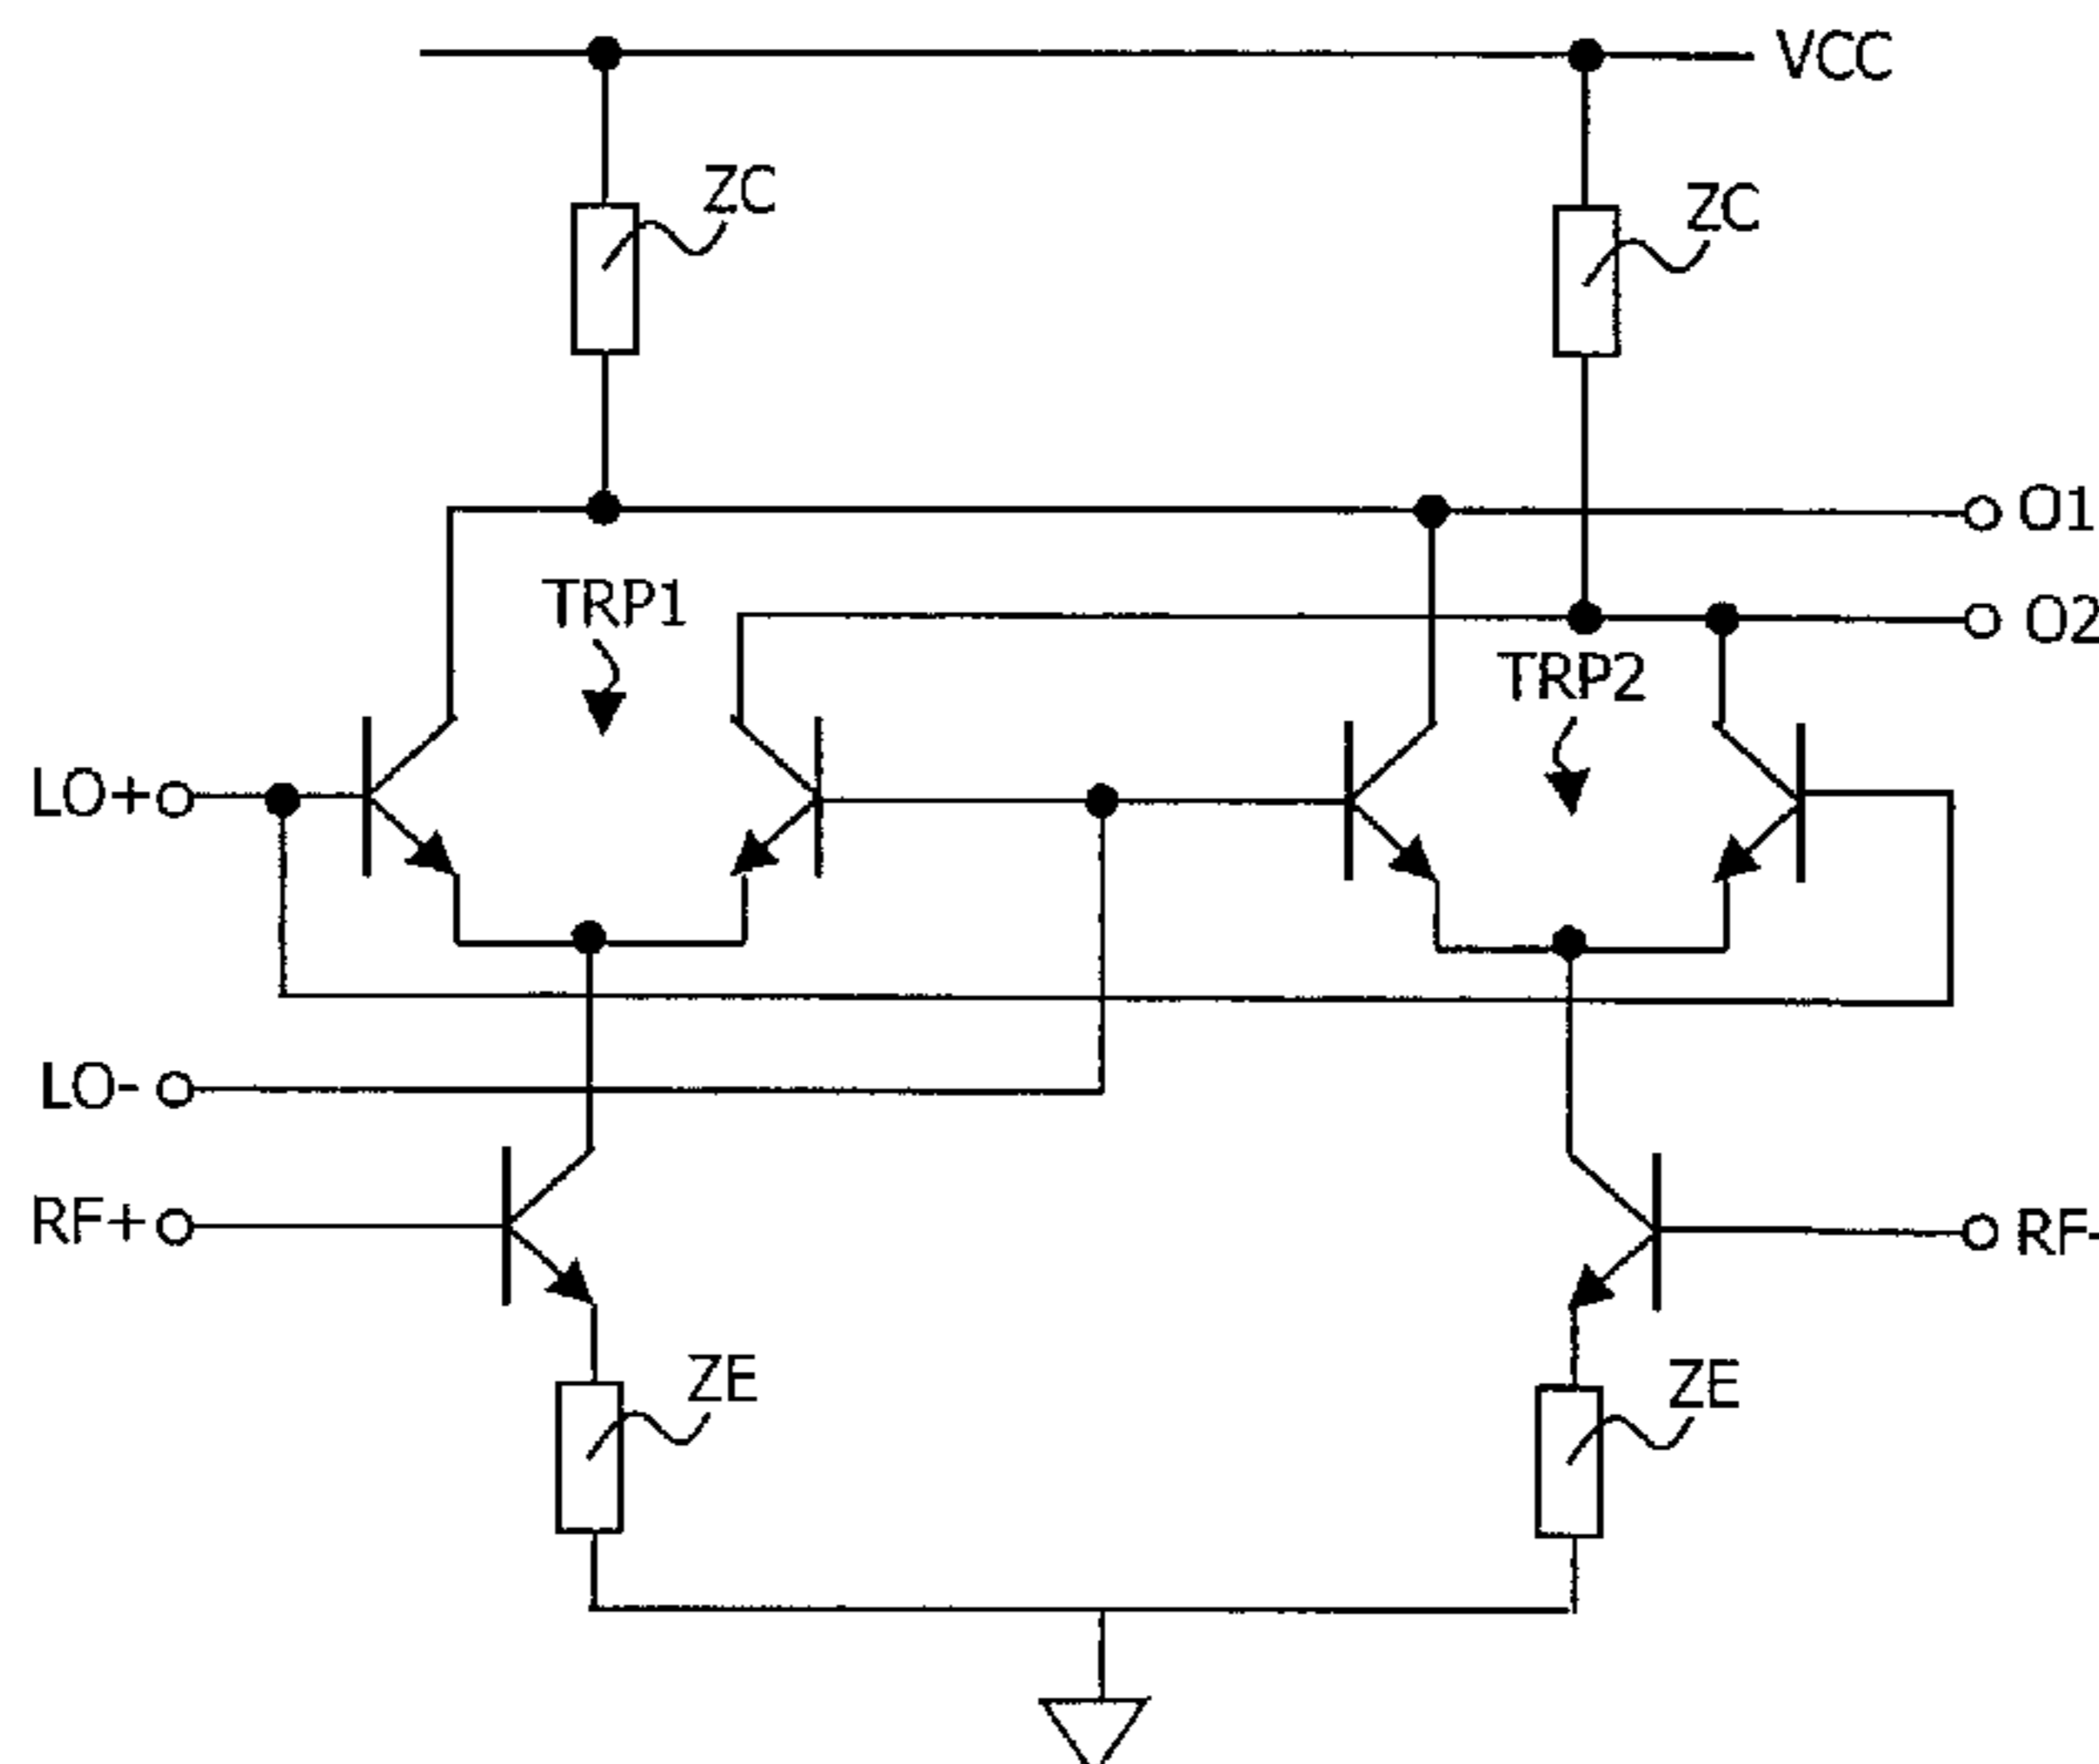 VCC
ZC
ZC
O1
TRP1
O2
TRP2
LO+
LO-
RF+
RF-
ZE
ZE